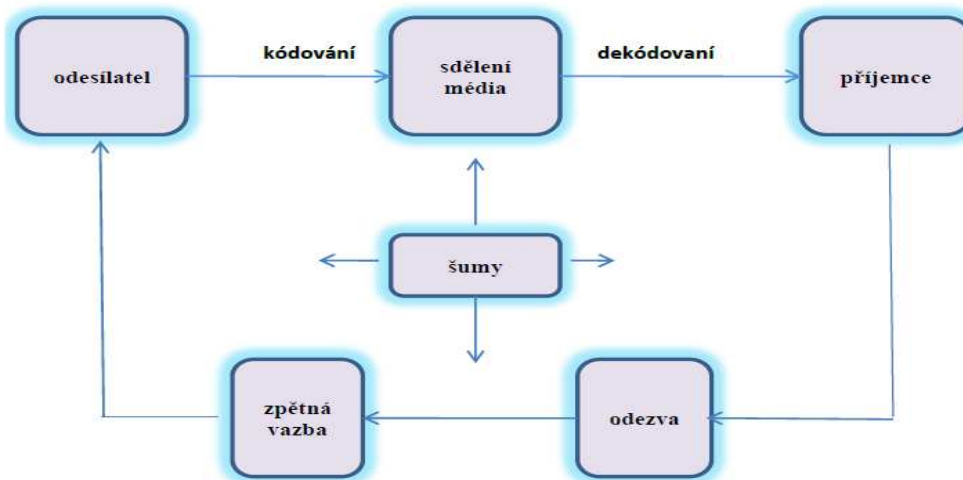 odesílatel
kódování
sdělení
média
dekódovaní
příjemce
šumy
zpětná
vazba
odezva